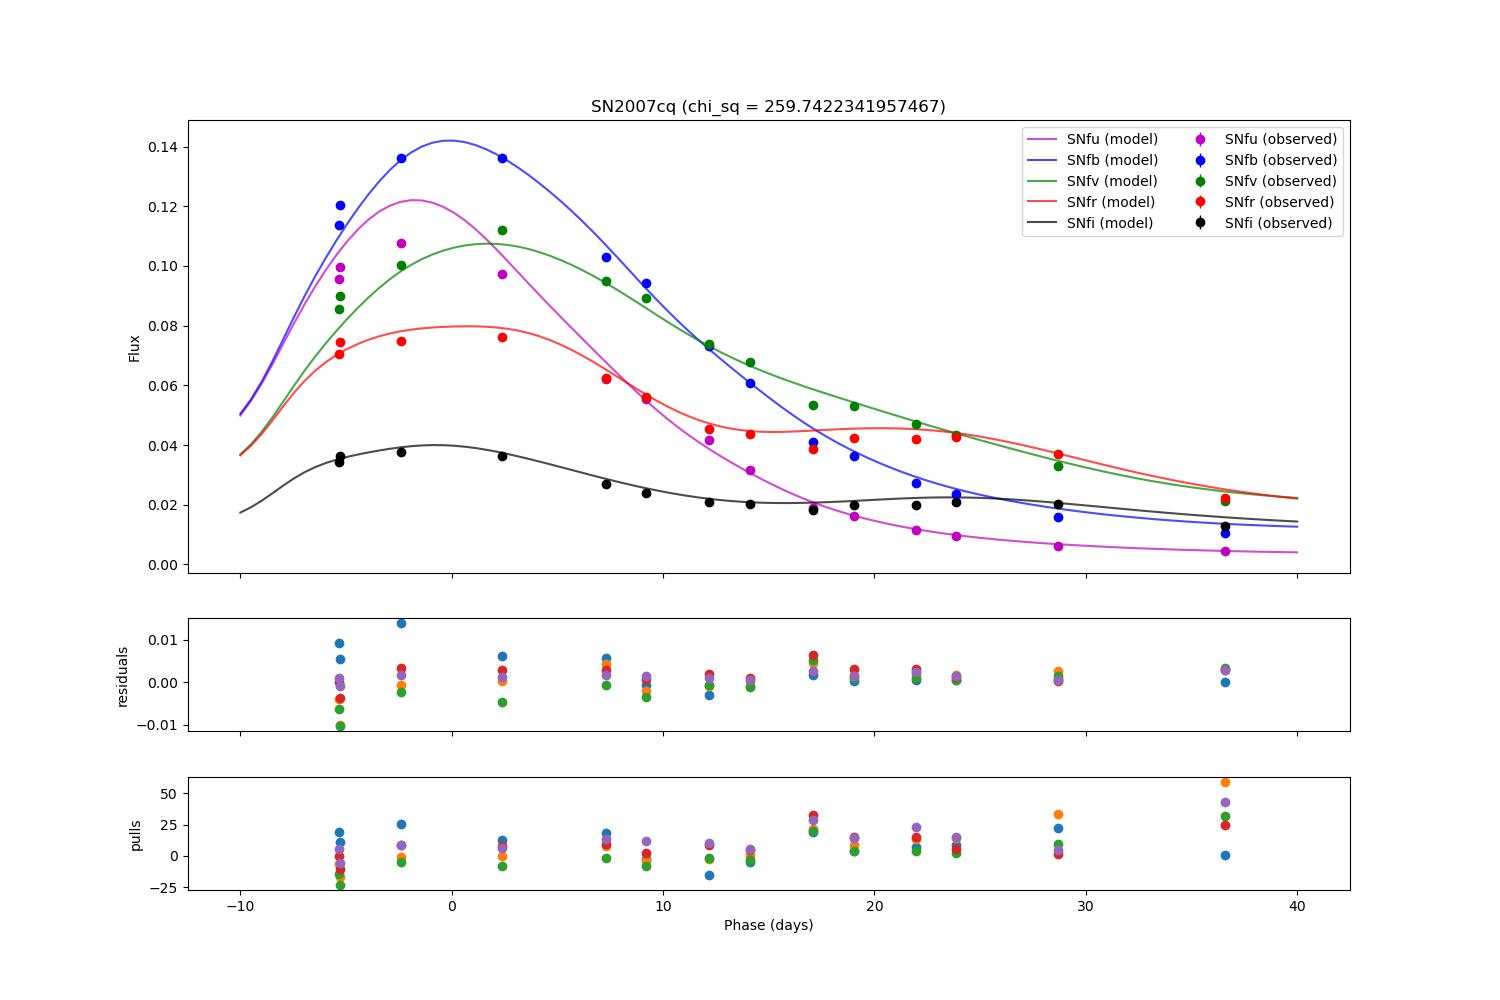 SN2007cq (chi_sq = 259.7422341957467)
SNfu (model) SNfu (observed)
SNfb (model) SNfb (observed)
SNfv (model) SNfv (observed)
SNfr (model) SNfr (observed)
SNfi (model) SNfi (observed)
0.14
0.12
0.10
0.08
0.06
0.04
0.02
0.00
Flux
0.01
0.00
−0.01
residuals
50
25
0
−25
pulls
−10 0 10 20 30 40
Phase (days)